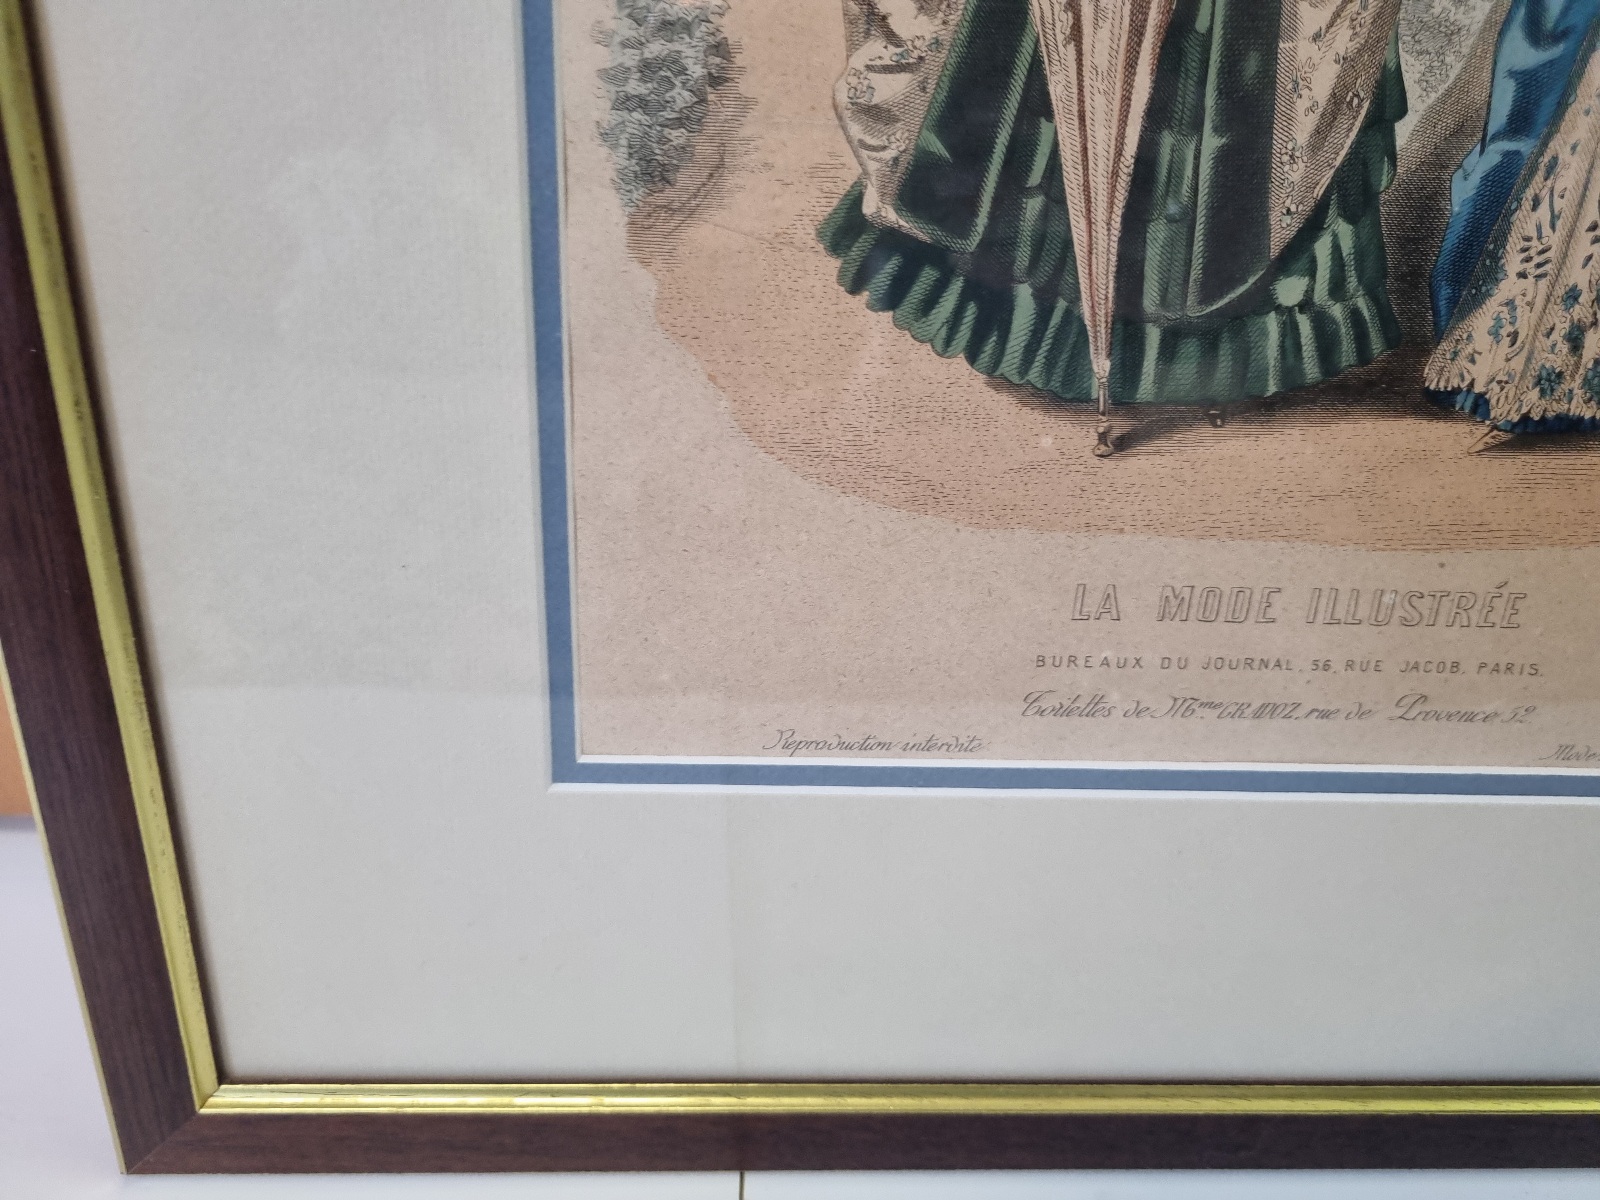 LA MODE ILLUSTRÉE
BUREAUX DU JOURNAL, 56, RUE JACOB, PARIS.
Toilettes de Mme GRADOZ, rue de Provence 52
Reproduction interdite